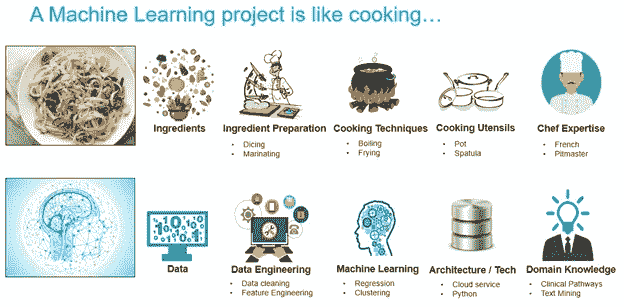 A Machine Learning project is like cooking...
Ingredients
Ingredient Preparation
• Dicing
• Marinating
Cooking Techniques
• Boiling
• Frying
Cooking Utensils
• Pot
• Spatula
Chef Expertise
• French
• Pitmaster
Data
Data Engineering
• Data cleaning
• Feature Engineering
Machine Learning
• Regression
• Clustering
Architecture / Tech
• Cloud service
• Python
Domain Knowledge
• Clinical Pathways
• Text Mining